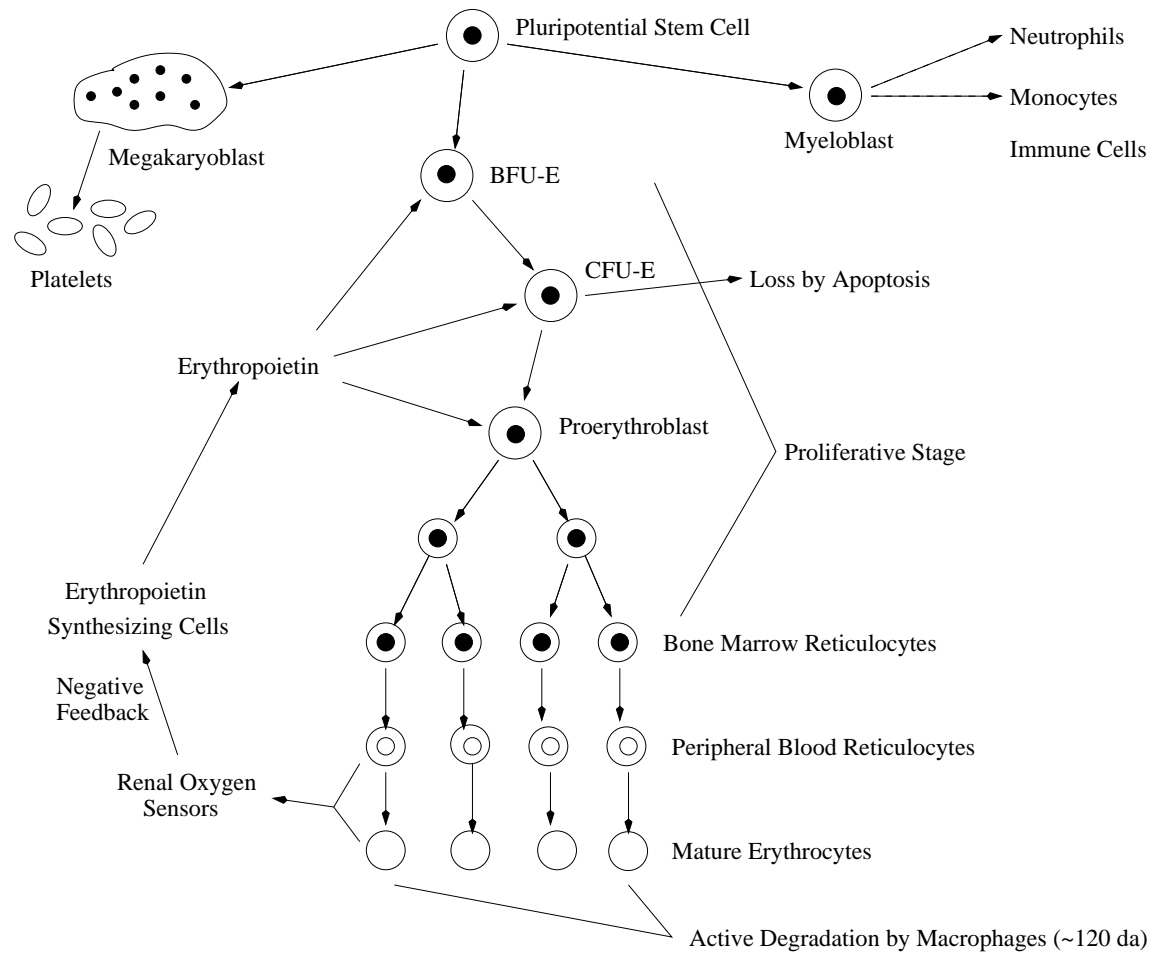 Pluripotential Stem Cell
Neutrophils
Monocytes
Immune Cells
Myeloblast
Megakaryoblast
BFU-E
Platelets
CFU-E
Loss by Apoptosis
Erythropoietin
Proerythroblast
Proliferative Stage
Erythropoietin
Synthesizing Cells
Bone Marrow Reticulocytes
Negative
Feedback
Peripheral Blood Reticulocytes
Renal Oxygen
Sensors
Mature Erythrocytes
Active Degradation by Macrophages (~120 da)